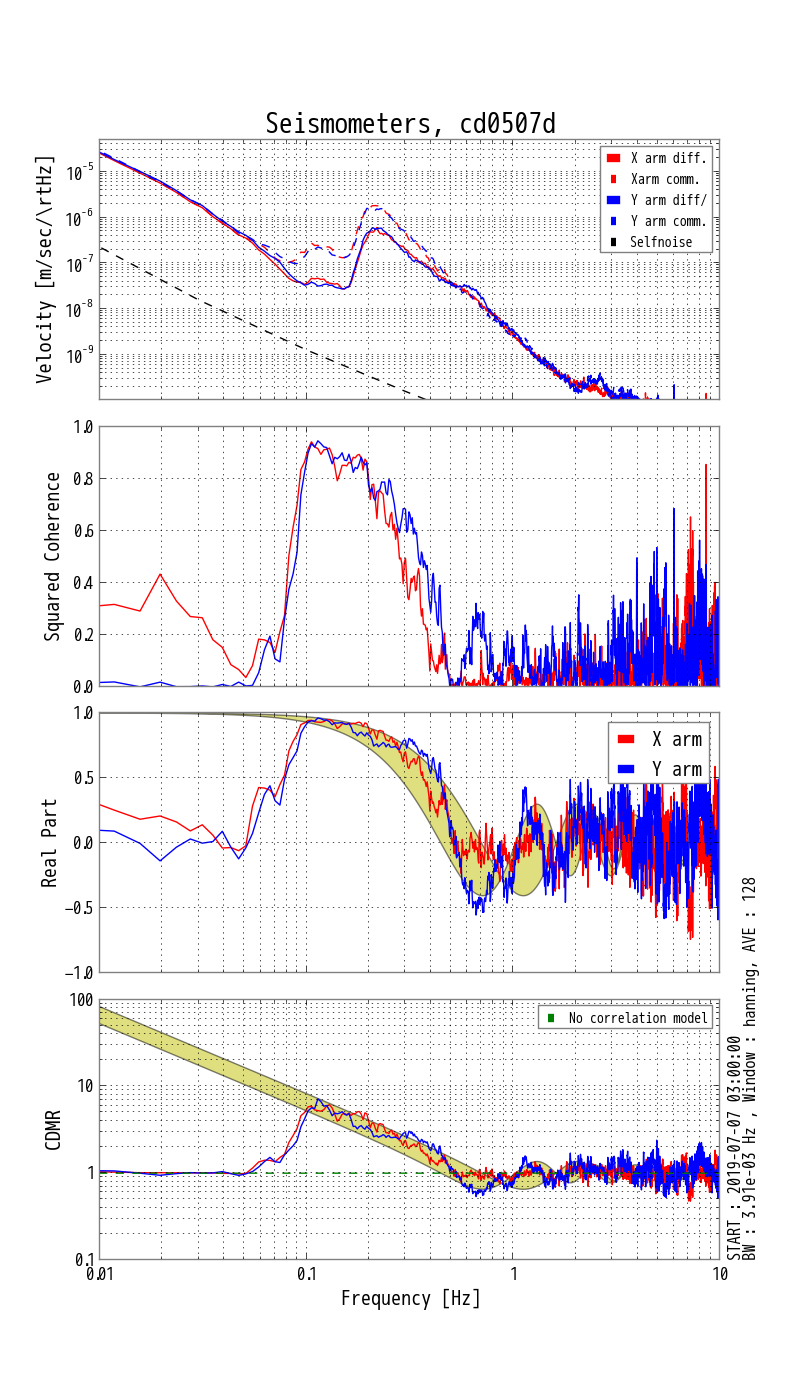 Seismometers, cd0507d
Velocity [m/sec/\rtHz]
10^-5
10^-6
10^-7
10^-8
10^-9
X arm diff.
Xarm comm.
Y arm diff/
Y arm comm.
Selfnoise
Squared Coherence
1.0
0.8
0.6
0.4
0.2
0.0
Real Part
1.0
0.5
0.0
−0.5
−1.0
X arm
Y arm
CDMR
100
10
1
0.1
No correlation model
0.01
0.1
1
10
Frequency [Hz]
START : 2019-07-07 03:00:00
BW : 3.91e-03 Hz , Window : hanning, AVE : 128